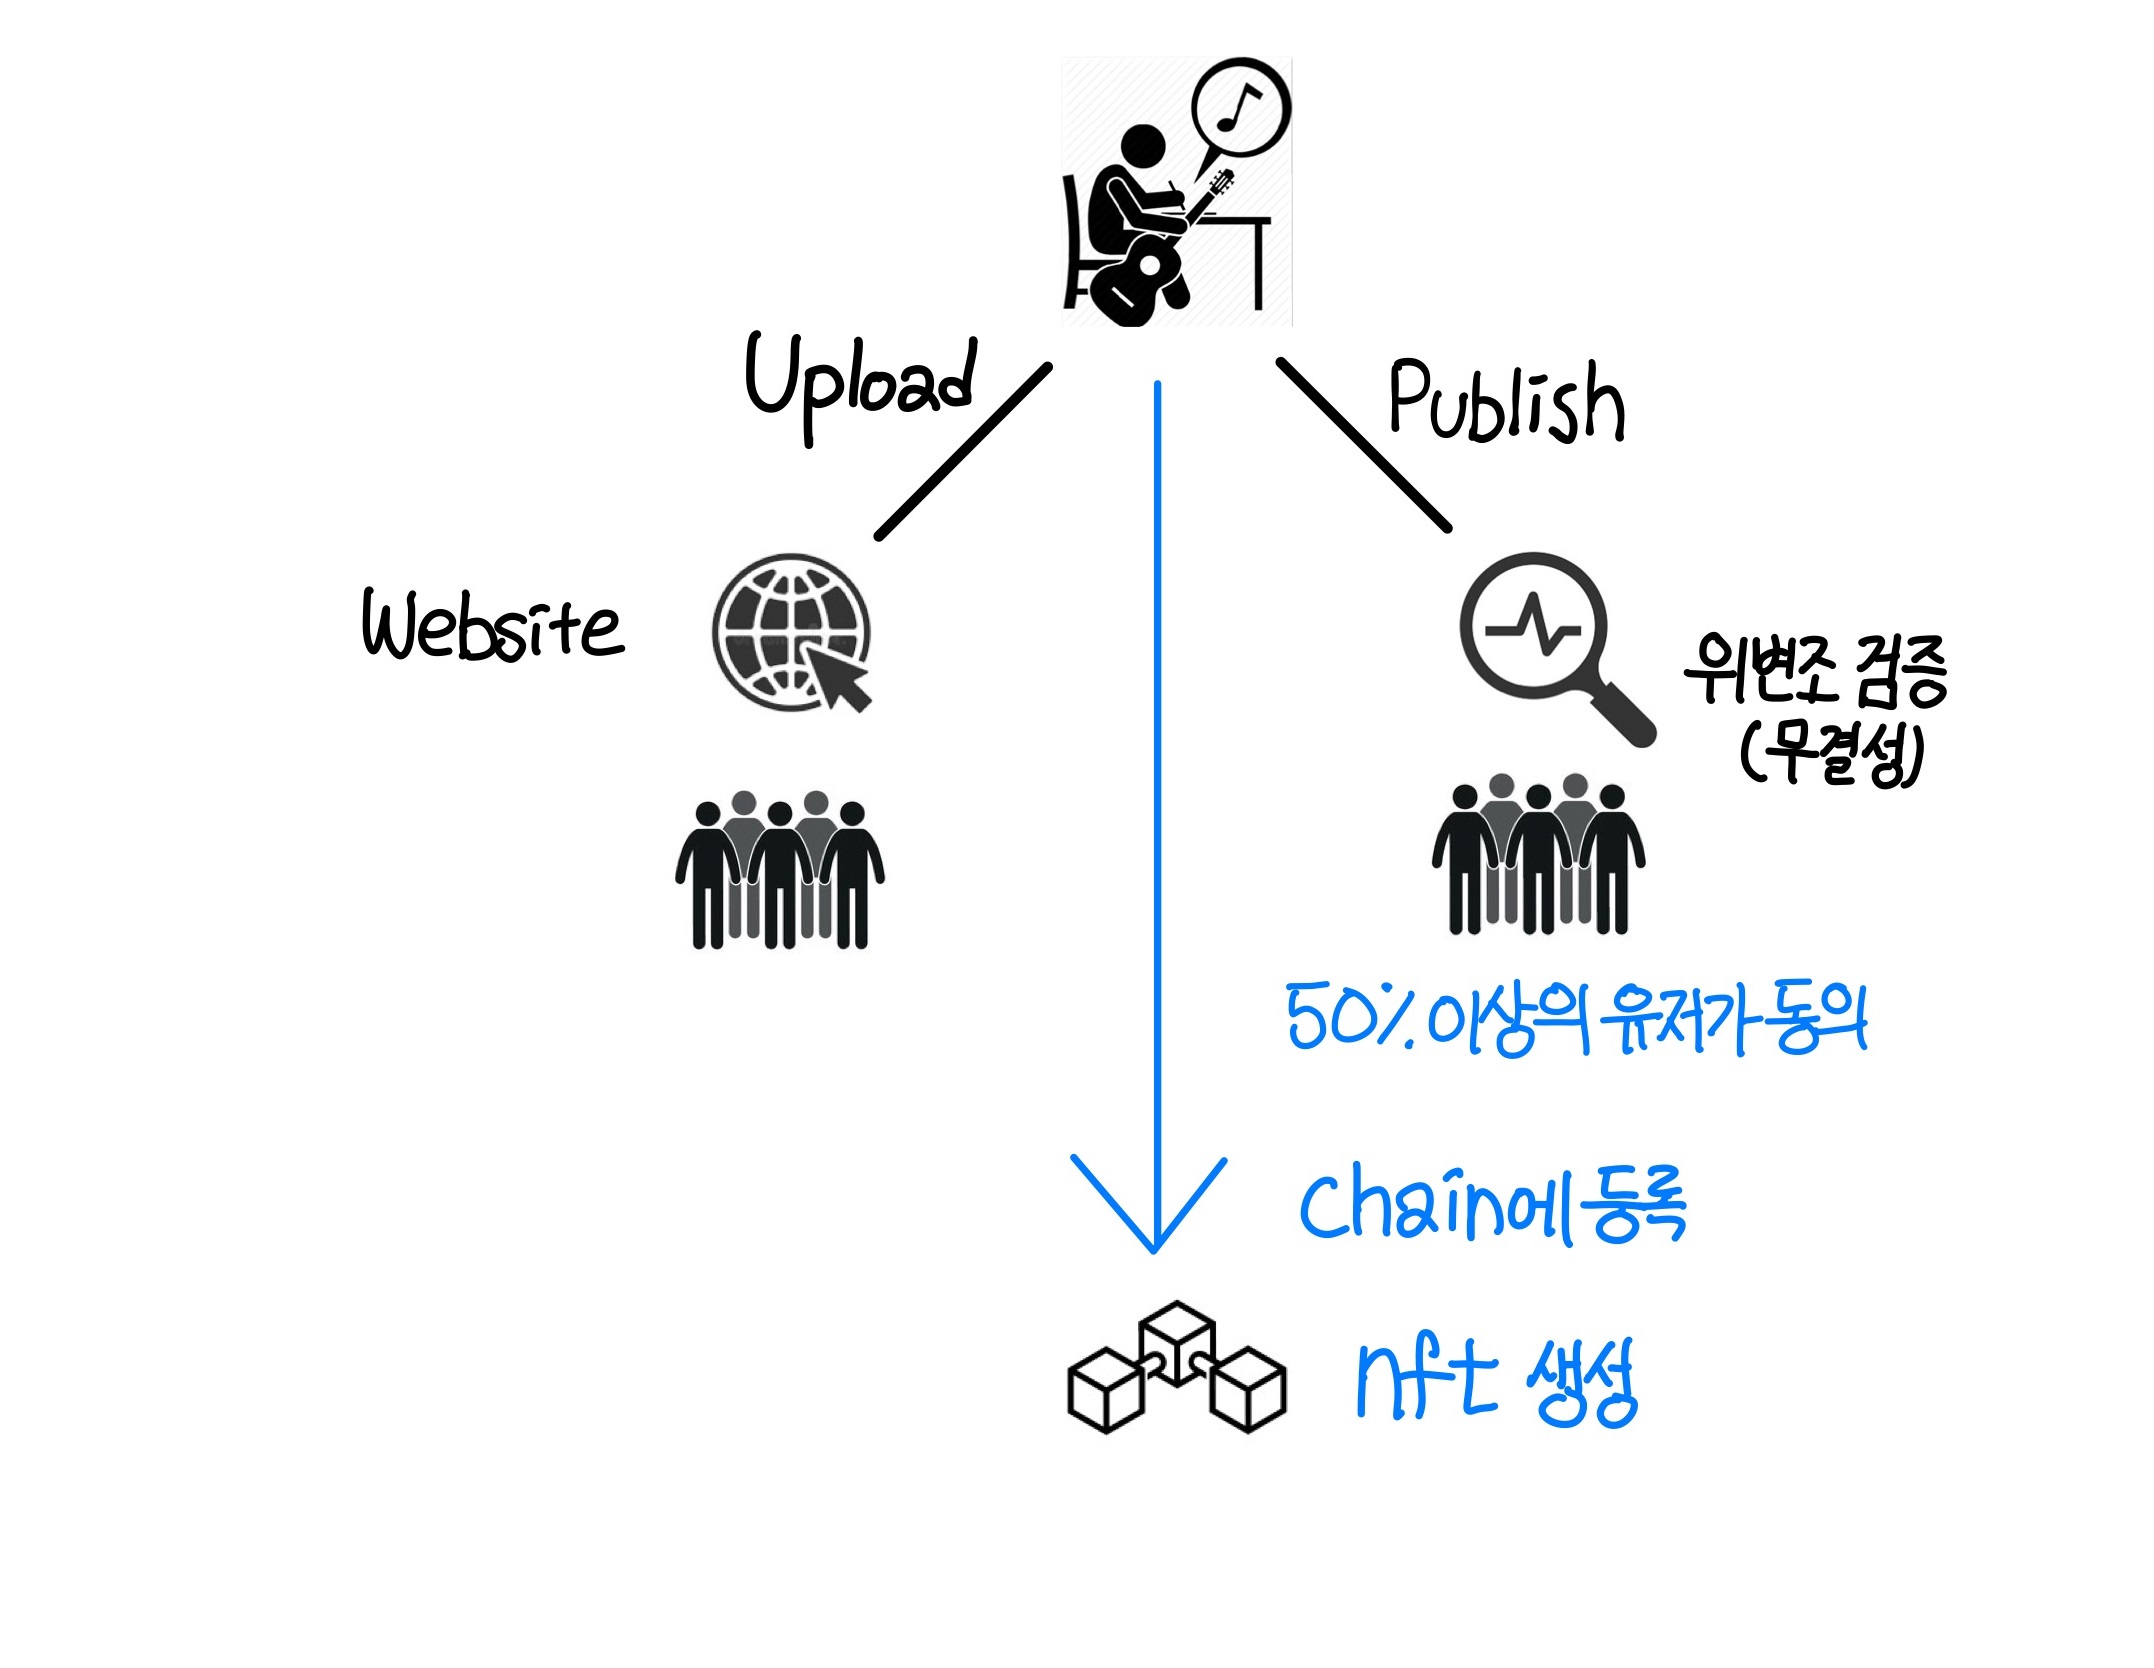 Upload
Publish
Website
위변조 검증
(무결성)
50%이상의 유저가 동의
Chain에 등록
nft 생성